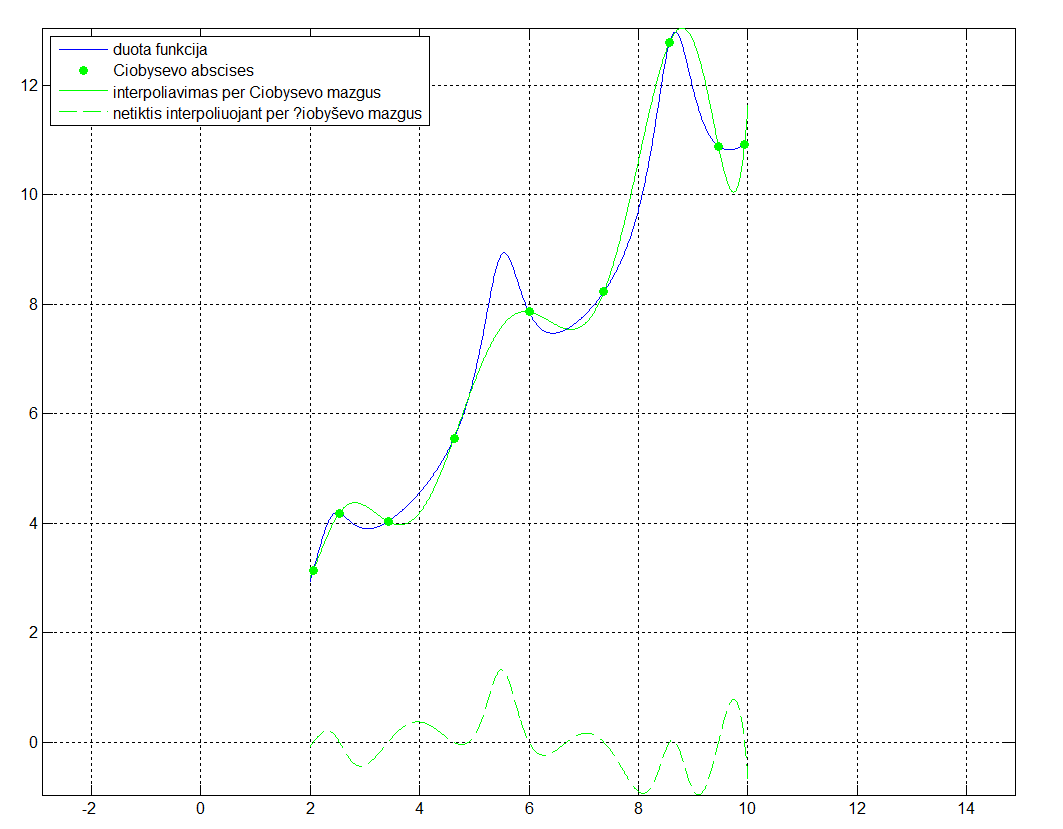 duota funkcija
Ciobysevo abscises
interpoliavimas per Ciobysevo mazgus
netiktis interpoliuojant per ?iobyševo mazgus
12
10
8
6
4
2
0
-2 0 2 4 6 8 10 12 14